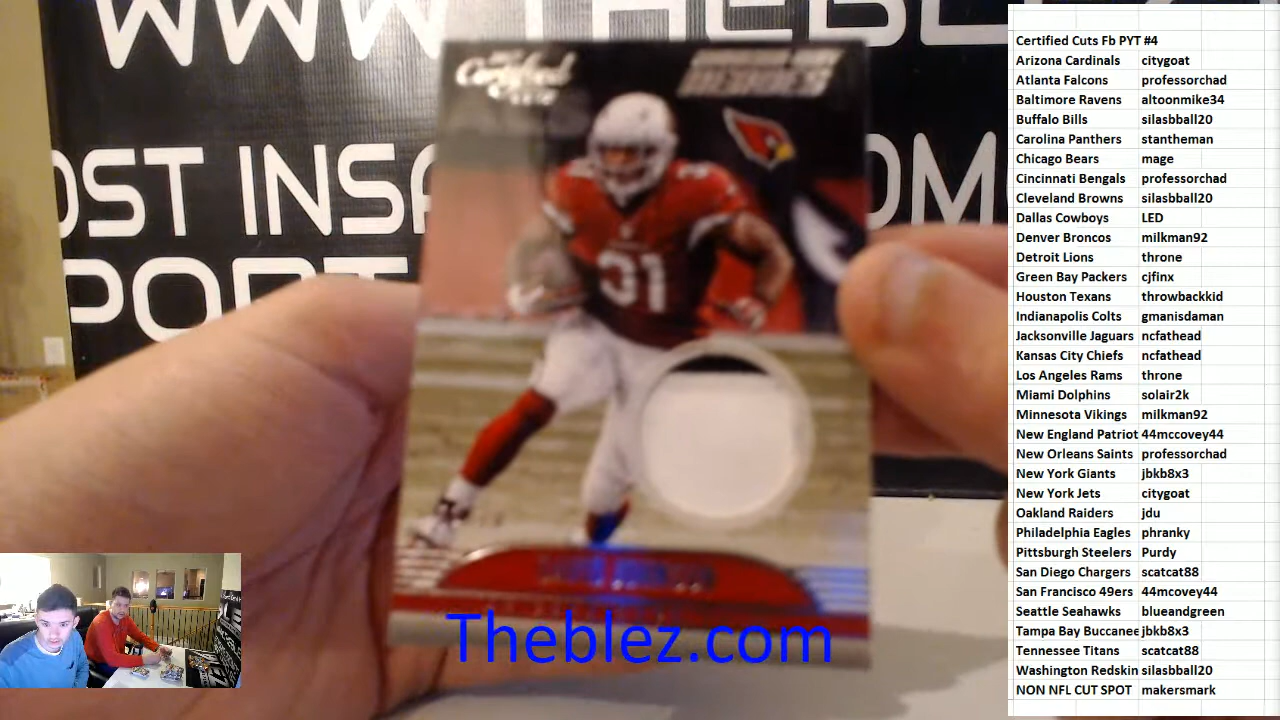 WWW.THEBLE
OST INSA
OM
PORT
Certified
Cuts
HEROES
31
Theblez.com
Certified Cuts Fb PYT #4
Arizona Cardinals citygoat
Atlanta Falcons professorchad
Baltimore Ravens altoonmike34
Buffalo Bills silasbball20
Carolina Panthers stantheman
Chicago Bears mage
Cincinnati Bengals professorchad
Cleveland Browns silasbball20
Dallas Cowboys LED
Denver Broncos milkman92
Detroit Lions throne
Green Bay Packers cjfinx
Houston Texans throwbackkid
Indianapolis Colts gmanisdaman
Jacksonville Jaguars ncfathead
Kansas City Chiefs ncfathead
Los Angeles Rams throne
Miami Dolphins solair2k
Minnesota Vikings milkman92
New England Patriot 44mccovey44
New Orleans Saints professorchad
New York Giants jbkb8x3
New York Jets citygoat
Oakland Raiders jdu
Philadelphia Eagles phranky
Pittsburgh Steelers Purdy
San Diego Chargers scatcat88
San Francisco 49ers 44mcovey44
Seattle Seahawks blueandgreen
Tampa Bay Buccanee jbkb8x3
Tennessee Titans scatcat88
Washington Redskin silasbball20
NON NFL CUT SPOT makersmark